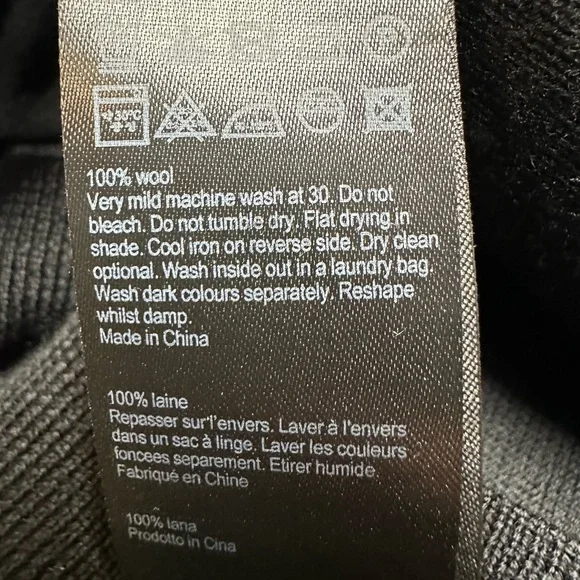 100% wool
Very mild machine wash at 30. Do not
bleach. Do not tumble dry. Flat drying in
shade. Cool iron on reverse side. Dry clean
optional. Wash inside out in a laundry bag.
Wash dark colours separately. Reshape
whilst damp.
Made in China
100% laine
Repasser sur l'envers. Laver à l'envers
dans un sac à linge. Laver les couleurs
foncees separement. Etirer humide.
Fabriqué en Chine
100% lana
Prodotto in Cina